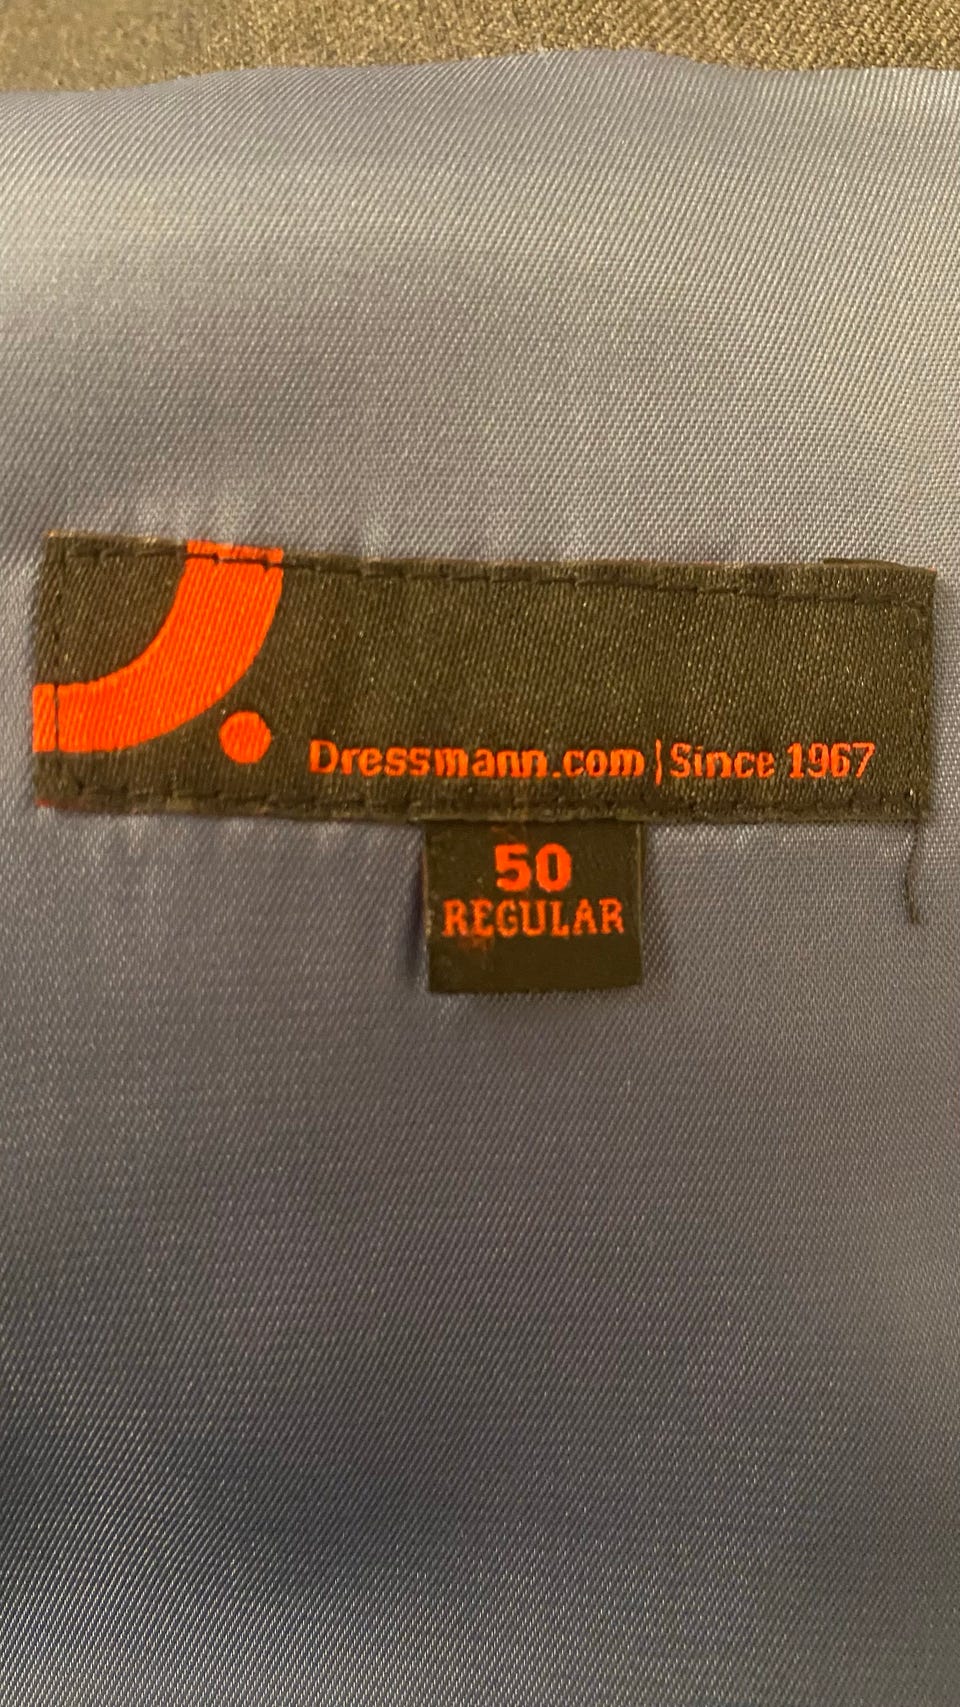 Dressmann.com | Since 1967
50
REGULAR